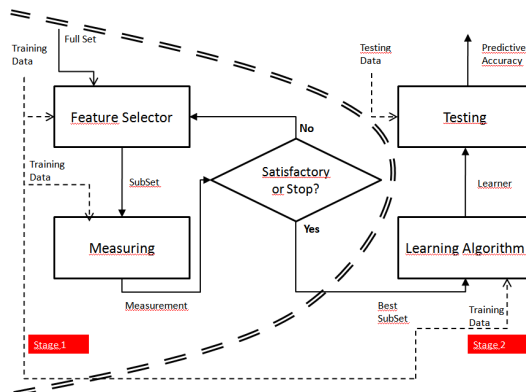 Full Set
Training
Data
Testing
Data
Predictive
Accuracy
Feature Selector
Testing
No
Training
Data
SubSet
Satisfactory
or Stop?
Learner
Yes
Measuring
Learning Algorithm
Measurement
Best
SubSet
Training
Data
Stage 1
Stage 2